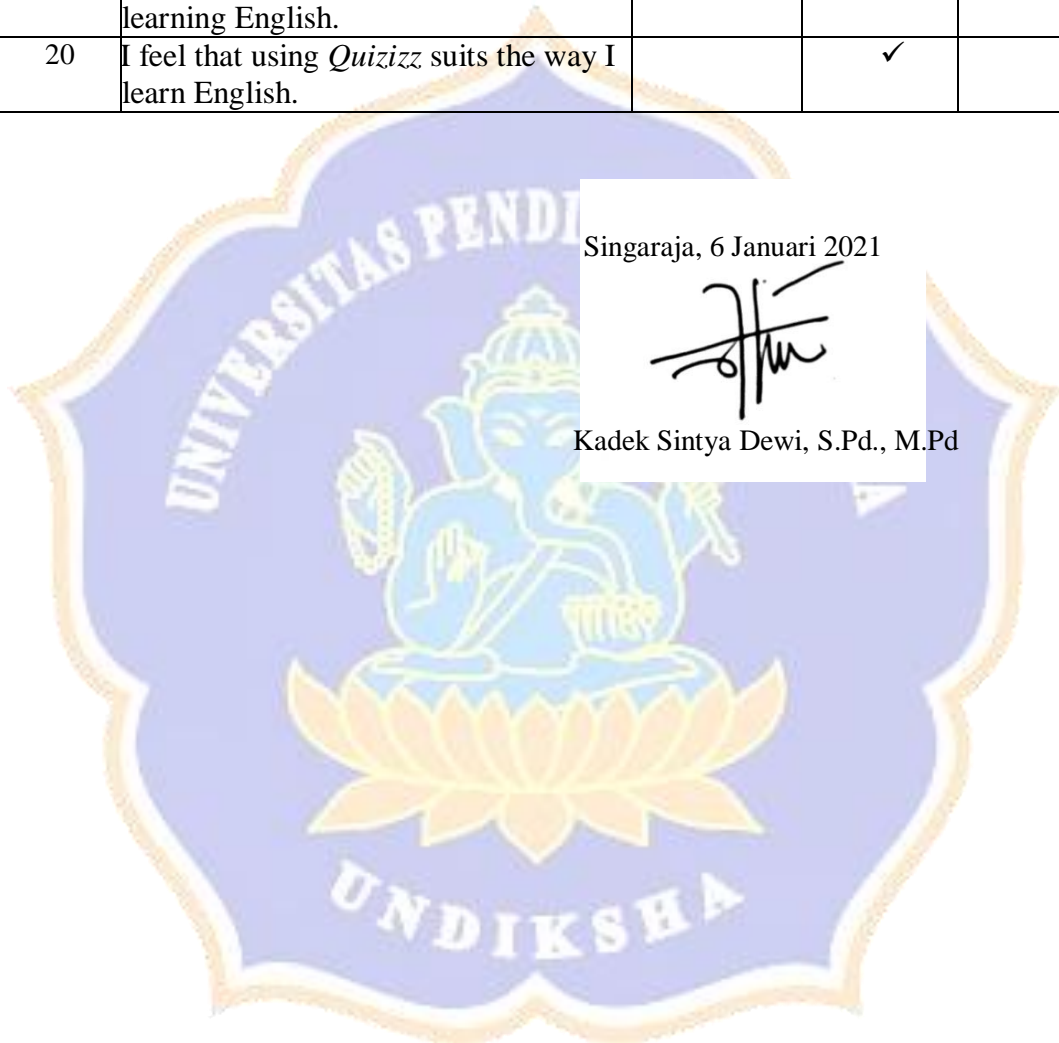 learning English.
20 I feel that using Quizizz suits the way I ✓
learn English.
UNIVERSITAS PENDI
Singaraja, 6 Januari 2021
Kadek Sintya Dewi, S.Pd., M.Pd
A
UNDIKSHA